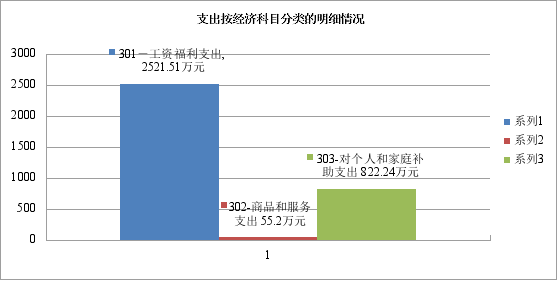 支出按经济科目分类的明细情况
3000
2500
2000
1500
1000
500
0
301－工资福利支出,
2521.51万元
302-商品和服务
支出 55.2万元
303-对个人和家庭补
助支出 822.24万元
1
系列1
系列2
系列3